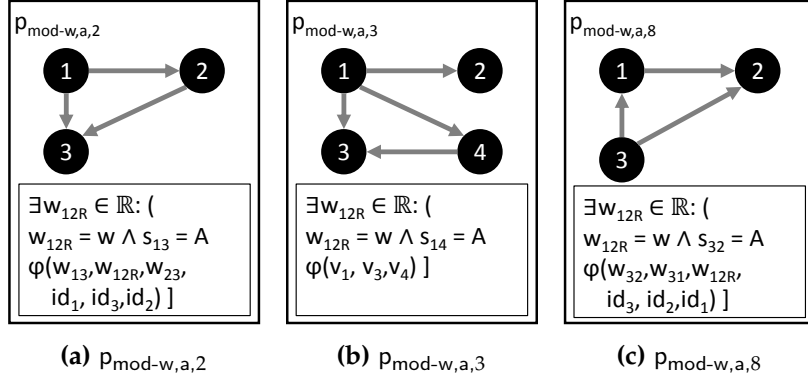 p_mod-w,a,2
1
2
3
∃w_12R ∈ ℝ: (
w_12R = w ∧ s_13 = A
φ(w_13,w_12R,w_23,
id_1, id_3,id_2) ]
(a) p_mod-w,a,2
p_mod-w,a,3
1
2
3
4
∃w_12R ∈ ℝ: (
w_12R = w ∧ s_14 = A
φ(v_1, v_3,v_4) ]
(b) p_mod-w,a,3
p_mod-w,a,8
1
2
3
∃w_12R ∈ ℝ: (
w_12R = w ∧ s_32 = A
φ(w_32,w_31,w_12R,
id_3, id_2,id_1) ]
(c) p_mod-w,a,8